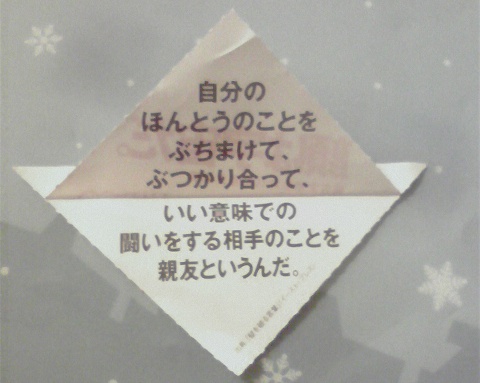 自分の
ほんとうのことを
ぶちまけて、
ぶつかり合って、
いい意味での
闘いをする相手のことを
親友というんだ。